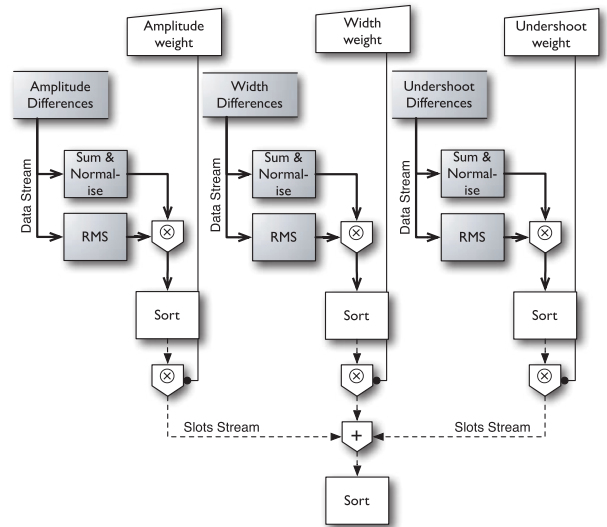 Amplitude
weight
Width
weight
Undershoot
weight
Amplitude
Differences
Width
Differences
Undershoot
Differences
Data Stream
Sum &
Normal-
ise
RMS
⊗
Data Stream
Sum &
Normal-
ise
RMS
⊗
Data Stream
Sum &
Normal-
ise
RMS
⊗
Sort
Sort
Sort
⊗
⊗
⊗
Slots Stream
+
Slots Stream
Sort